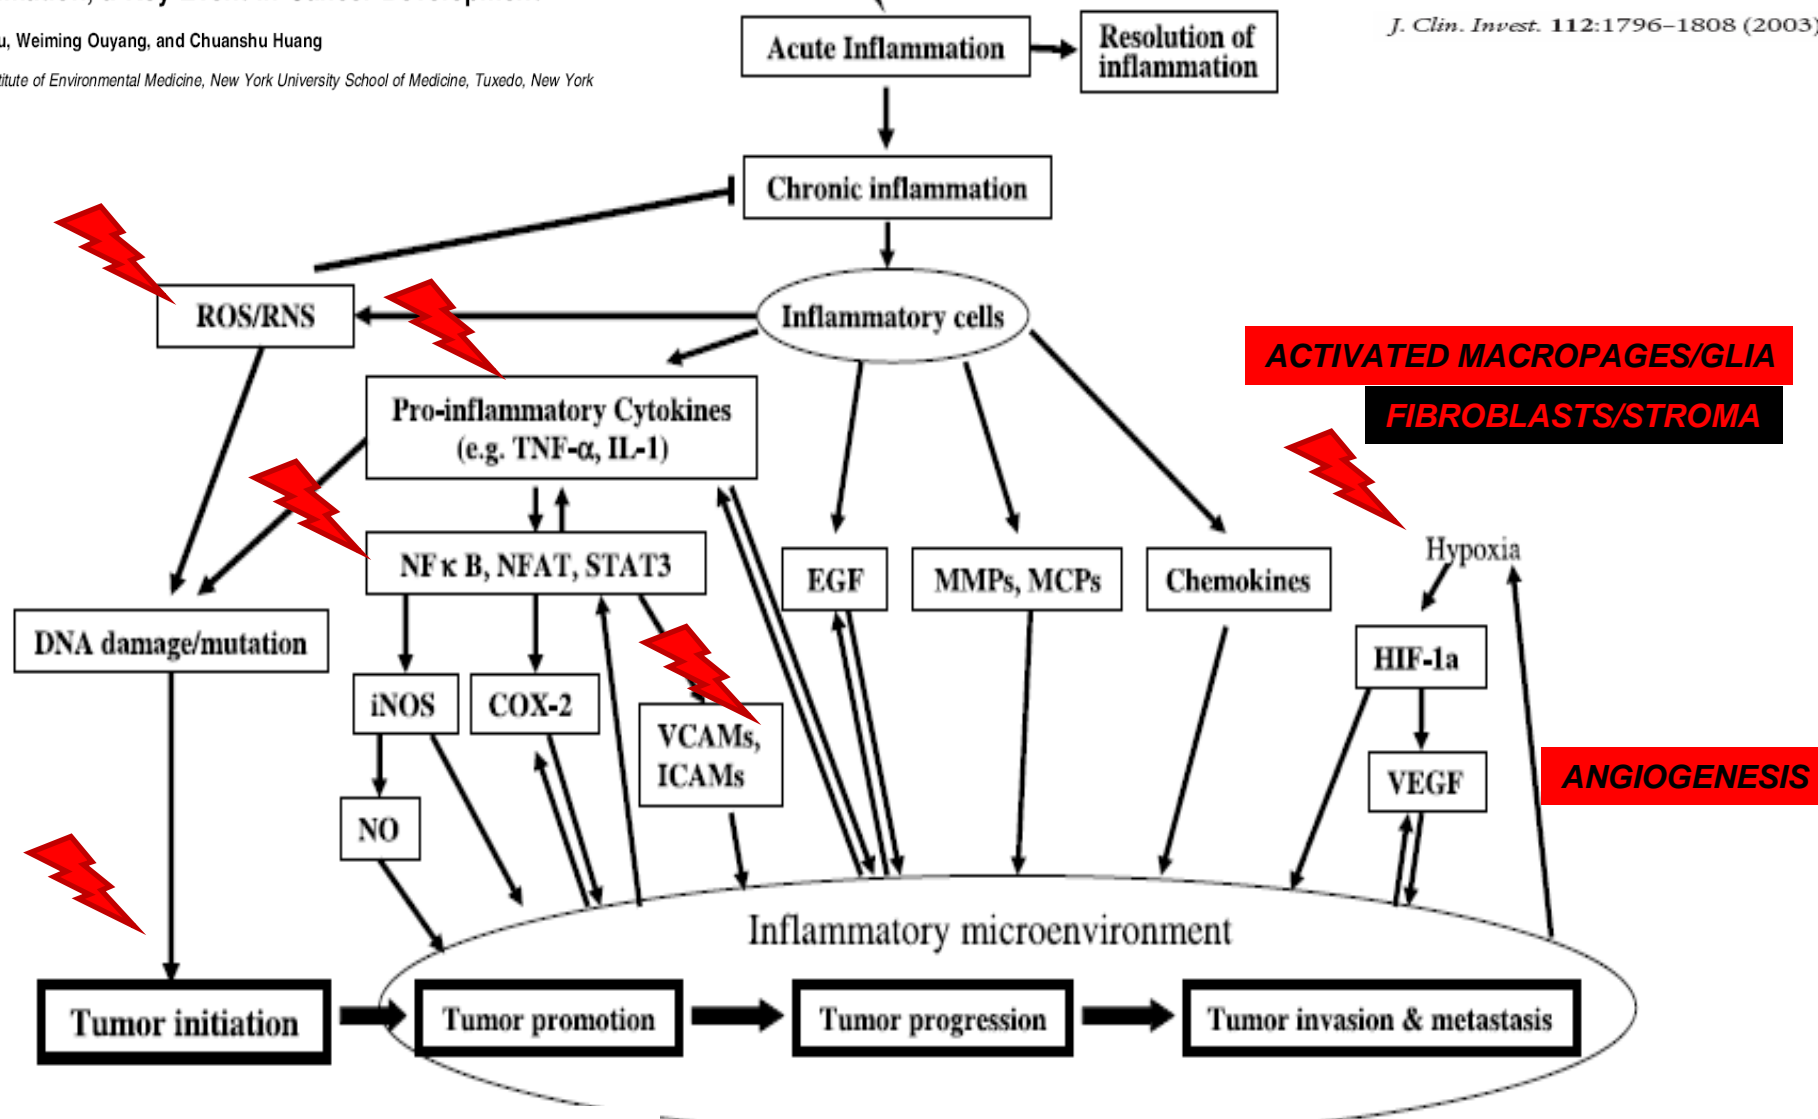 J. Clin. Invest. 112:1796–1808 (2003)
Weiming Ouyang, and Chuanshu Huang
of Environmental Medicine, New York University School of Medicine, Tuxedo, New York
Acute Inflammation
Resolution of
inflammation
Chronic inflammation
ROS/RNS
Inflammatory cells
ACTIVATED MACROPAGES/GLIA
FIBROBLASTS/STROMA
Pro-inflammatory Cytokines
(e.g. TNF-α, IL-1)
NFκB, NFAT, STAT3
EGF
MMPs, MCPs
Chemokines
Hypoxia
DNA damage/mutation
HIF-1a
iNOS
COX-2
VCAMs,
ICAMs
VEGF
ANGIOGENESIS
NO
Inflammatory microenvironment
Tumor initiation
Tumor promotion
Tumor progression
Tumor invasion & metastasis